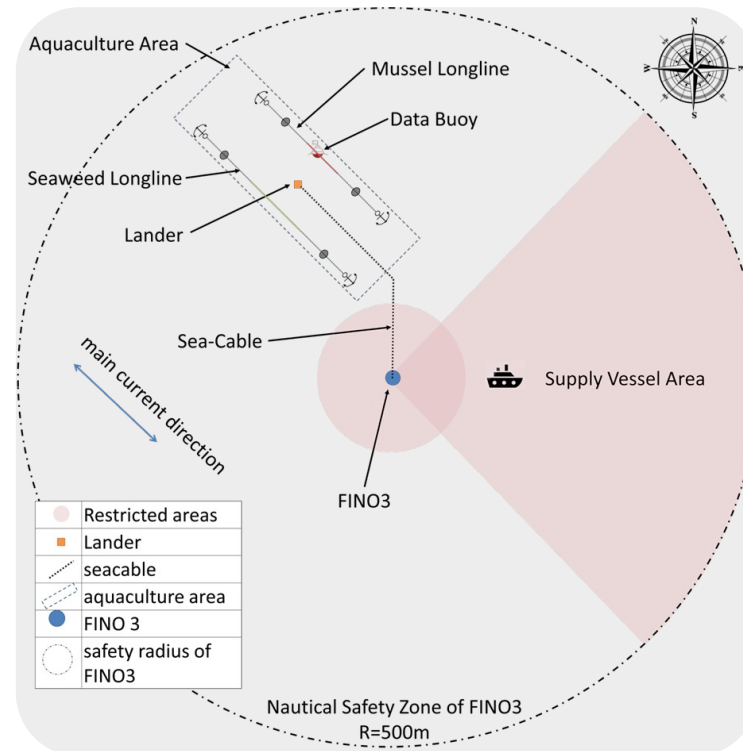 Aquaculture Area
N
W
S
Mussel Longline
Data Buoy
Seaweed Longline
Lander
Sea-Cable
main current direction
Supply Vessel Area
FINO3
Restricted areas
Lander
seacable
aquaculture area
FINO 3
safety radius of
FINO3
Nautical Safety Zone of FINO3
R=500m